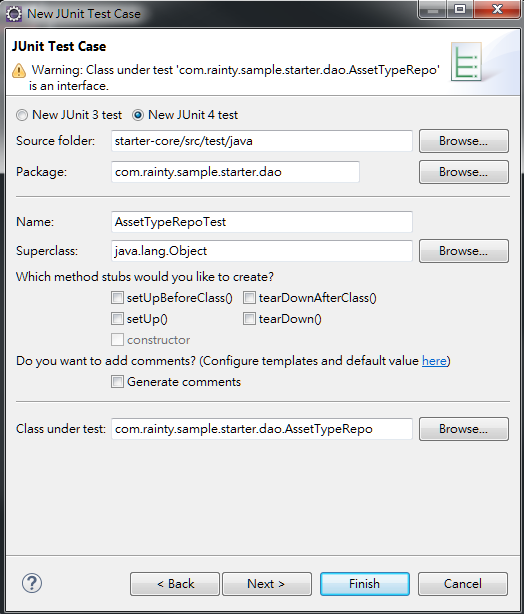 New JUnit Test Case
JUnit Test Case
Warning: Class under test 'com.rainty.sample.starter.dao.AssetTypeRepo'
is an interface.
New JUnit 3 test New JUnit 4 test
Source folder: starter-core/src/test/java Browse...
Package: com.rainty.sample.starter.dao Browse...
Name: AssetTypeRepoTest
Superclass: java.lang.Object Browse...
Which method stubs would you like to create?
setUpBeforeClass() tearDownAfterClass()
setUp() tearDown()
constructor
Do you want to add comments? (Configure templates and default value here)
Generate comments
Class under test: com.rainty.sample.starter.dao.AssetTypeRepo Browse...
? < Back Next > Finish Cancel